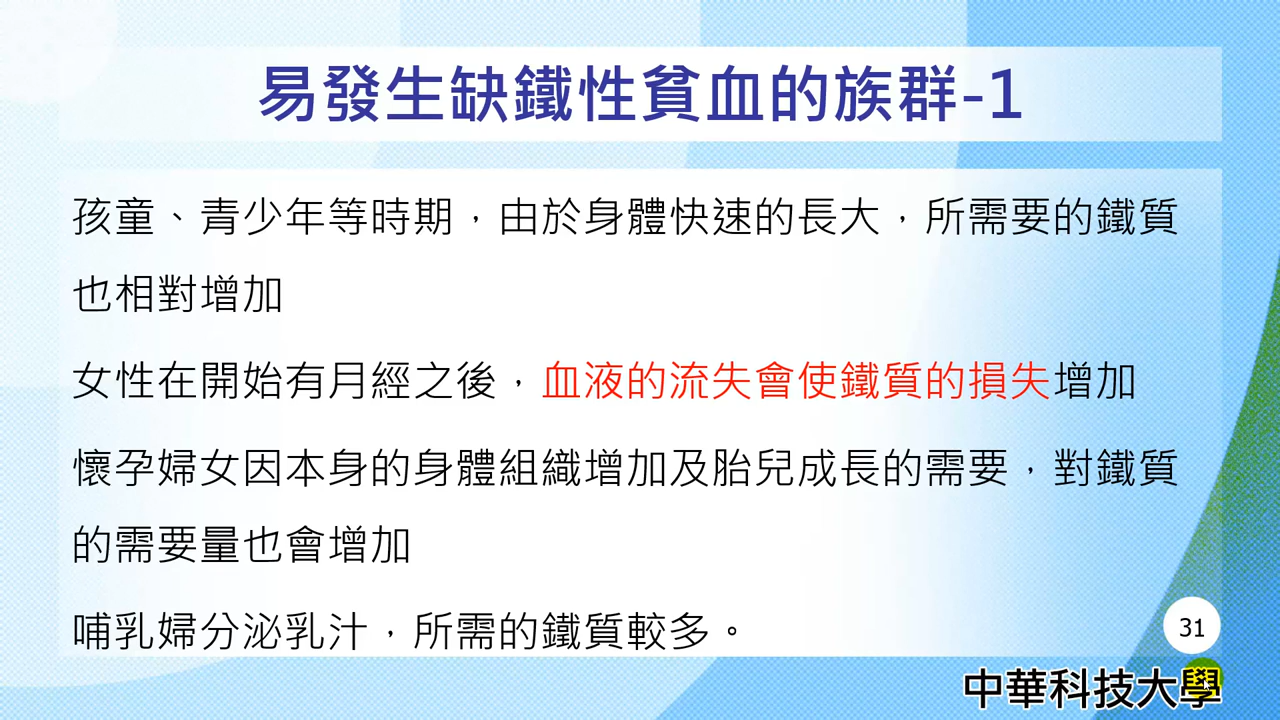 易發生缺鐵性貧血的族群-1
孩童、青少年等時期，由於身體快速的長大，所需要的鐵質
也相對增加
女性在開始有月經之後，血液的流失會使鐵質的損失增加
懷孕婦女因本身的身體組織增加及胎兒成長的需要，對鐵質
的需要量也會增加
哺乳婦分泌乳汁，所需的鐵質較多。
31
中華科技大學